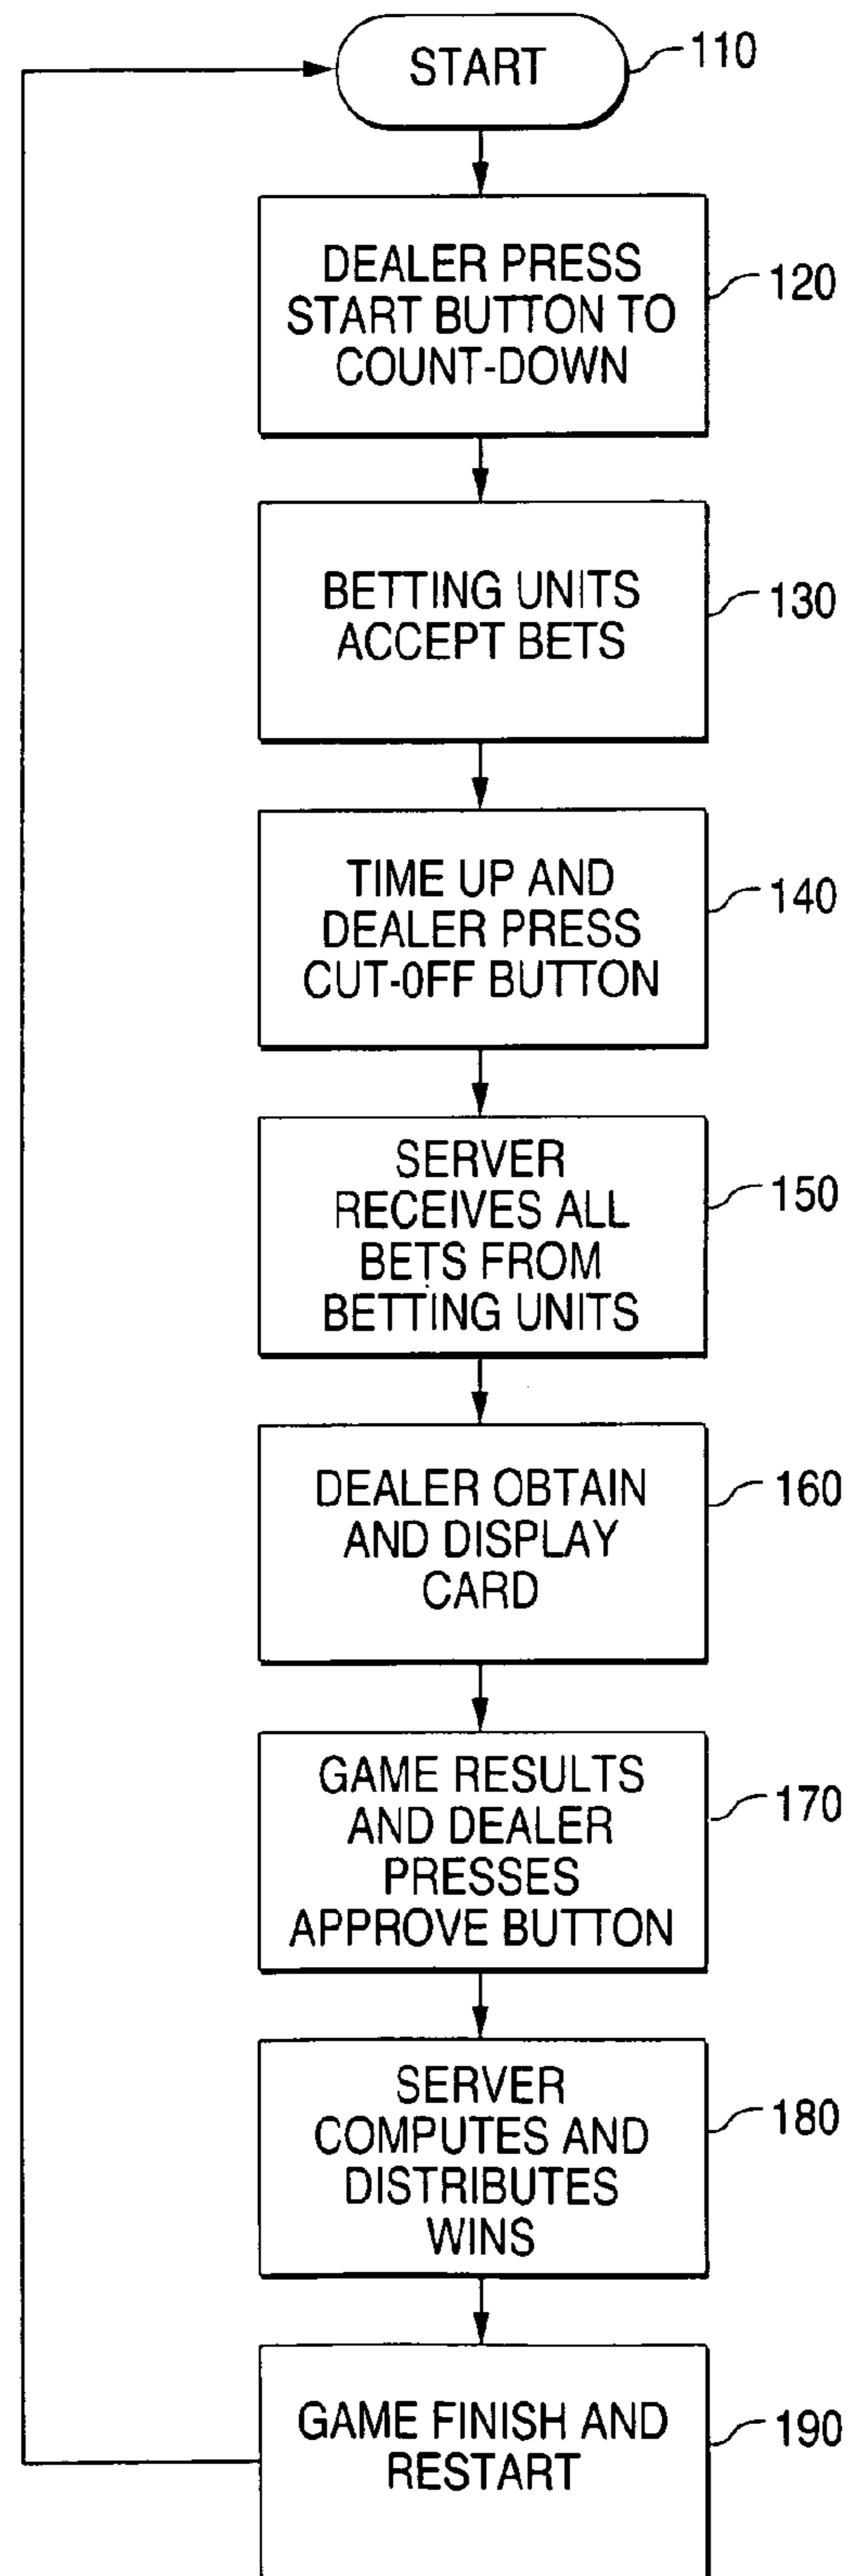 START
110
DEALER PRESS
START BUTTON TO
COUNT-DOWN
120
BETTING UNITS
ACCEPT BETS
130
TIME UP AND
DEALER PRESS
CUT-OFF BUTTON
140
SERVER
RECEIVES ALL
BETS FROM
BETTING UNITS
150
DEALER OBTAIN
AND DISPLAY
CARD
160
GAME RESULTS
AND DEALER
PRESSES
APPROVE BUTTON
170
SERVER
COMPUTES AND
DISTRIBUTES
WINS
180
GAME FINISH AND
RESTART
190